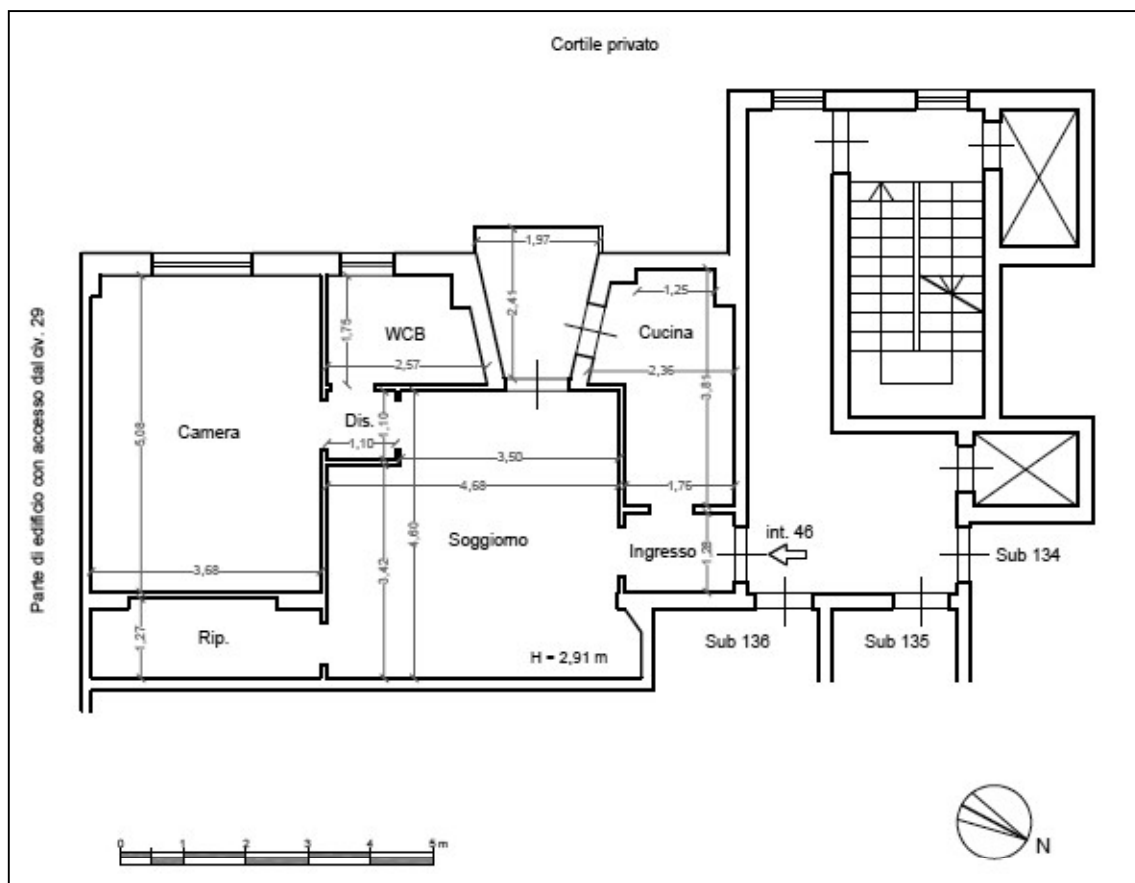 Cortile privato
1,97
2,41
1,25
Cucina
WCB
1,75
2,57
2,36
3,81
Parte di edificio con accesso dal civ. 29
Camera
5,08
Dis.
1,10
1,10
3,50
4,68
1,76
Soggiorno
4,60
3,42
Ingresso
1,28
int. 46
Sub 134
3,68
Rip.
1,27
H = 2,91 m
Sub 136
Sub 135
0 1 2 3 4 5 m
N